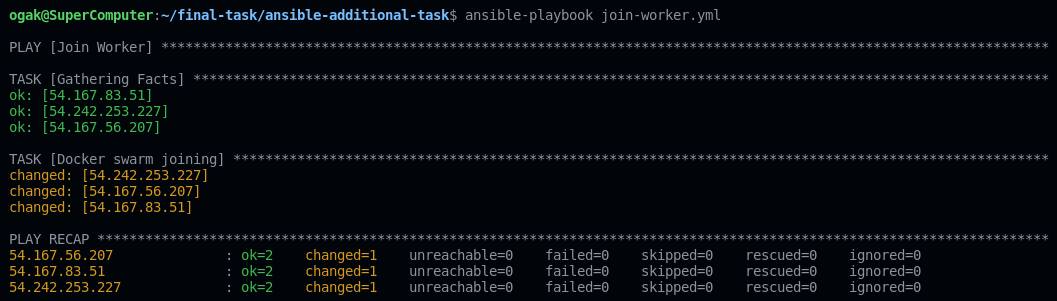 ogak@SuperComputer:~/final-task/ansible-additional-task$ ansible-playbook join-worker.yml
PLAY [Join Worker] ***************************************************************************************************************
TASK [Gathering Facts] ***********************************************************************************************************
ok: [54.167.83.51]
ok: [54.242.253.227]
ok: [54.167.56.207]
TASK [Docker swarm joining] ******************************************************************************************************
changed: [54.242.253.227]
changed: [54.167.56.207]
changed: [54.167.83.51]
PLAY RECAP ***********************************************************************************************************************
54.167.56.207              : ok=2    changed=1    unreachable=0    failed=0    skipped=0    rescued=0    ignored=0
54.167.83.51               : ok=2    changed=1    unreachable=0    failed=0    skipped=0    rescued=0    ignored=0
54.242.253.227             : ok=2    changed=1    unreachable=0    failed=0    skipped=0    rescued=0    ignored=0